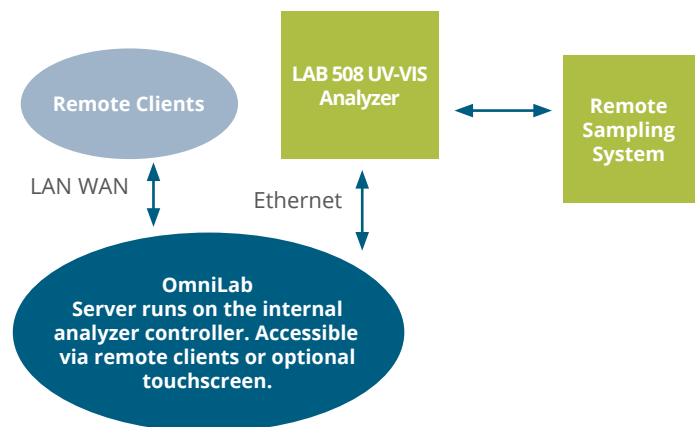 Remote Clients
LAB 508 UV-VIS
Analyzer
Remote
Sampling
System
LAN WAN
Ethernet
OmniLab
Server runs on the internal
analyzer controller. Accessible
via remote clients or optional
touchscreen.